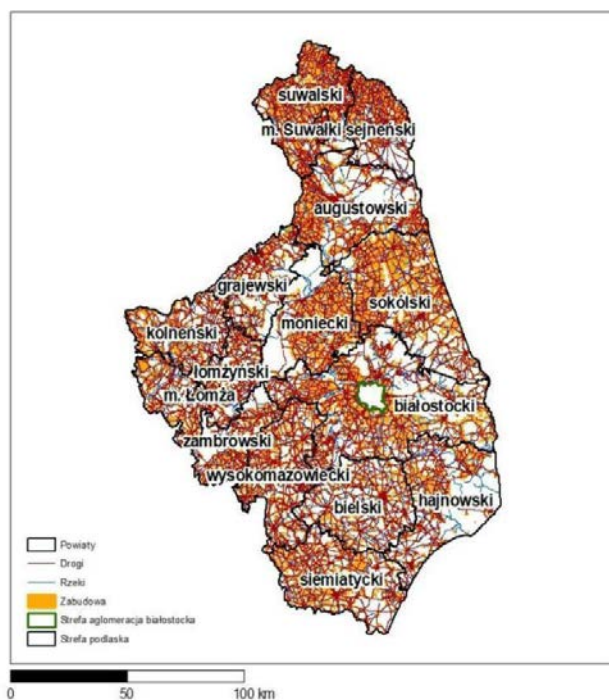 suwalski
m. Suwałki sejneński
augustowski
grajewski
sokólski
moniecki
kolneński
łomżyński
m. Łomża
białostocki
zambrowski
wysokomazowiecki
bielski
hajnowski
siemiatycki
Powiaty
Drogi
Rzeki
Zabudowa
Strefa aglomeracja białostocka
Strefa podlaska
0 50 100 km